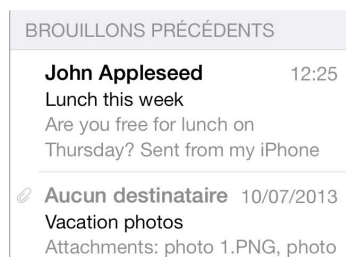 BROUILLONS PRÉCÉDENTS
John Appleseed 12:25
Lunch this week
Are you free for lunch on
Thursday? Sent from my iPhone
Aucun destinataire 10/07/2013
Vacation photos
Attachments: photo 1.PNG, photo